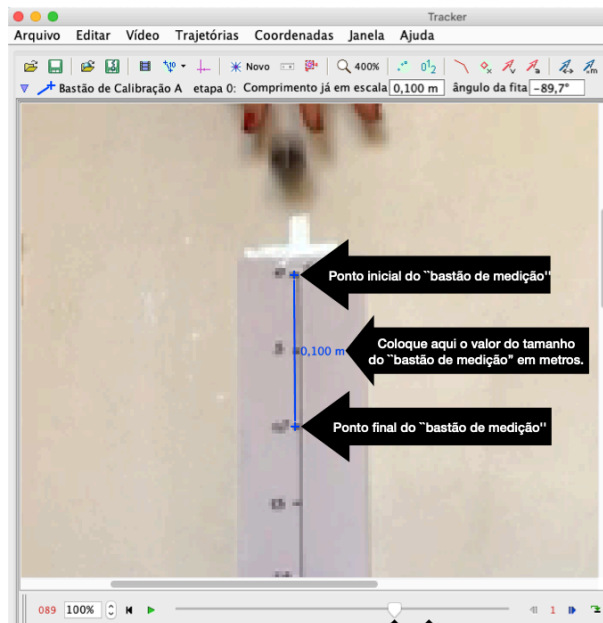 Tracker
Arquivo Editar Vídeo Trajetórias Coordenadas Janela Ajuda
Novo 400%
Bastão de Calibração A etapa 0: Comprimento já em escala 0,100 m ângulo da fita −89,7°
Ponto inicial do ``bastão de medição''
0,100 m
Coloque aqui o valor do tamanho
do ``bastão de medição” em metros.
Ponto final do ``bastão de medição''
089 100% 1